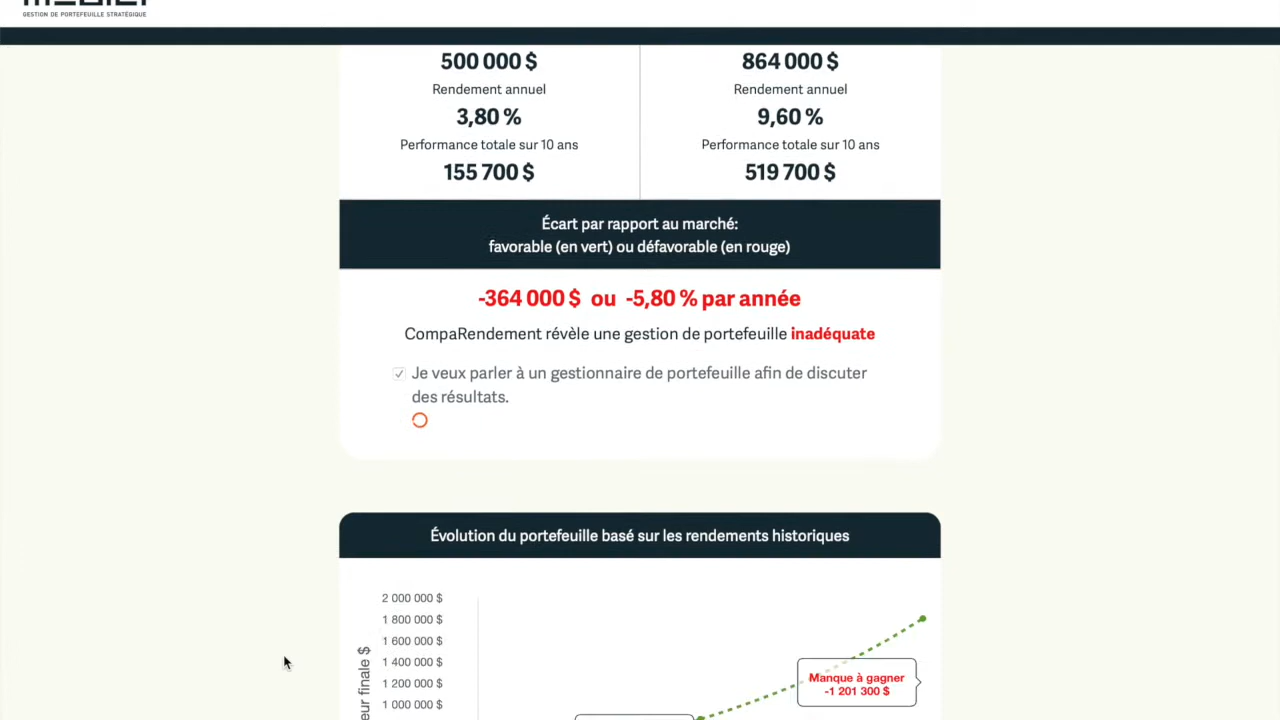 GESTION DE PORTEFEUILLE STRATÉGIQUE
500 000 $
864 000 $
Rendement annuel
Rendement annuel
3,80 %
9,60 %
Performance totale sur 10 ans
Performance totale sur 10 ans
155 700 $
519 700 $
Écart par rapport au marché:
favorable (en vert) ou défavorable (en rouge)
-364 000 $ ou -5,80 % par année
CompaRendement révèle une gestion de portefeuille inadéquate
Je veux parler à un gestionnaire de portefeuille afin de discuter
des résultats.
Évolution du portefeuille basé sur les rendements historiques
2 000 000 $
1 800 000 $
1 600 000 $
1 400 000 $
1 200 000 $
1 000 000 $
finale $
Manque à gagner
-1 201 300 $